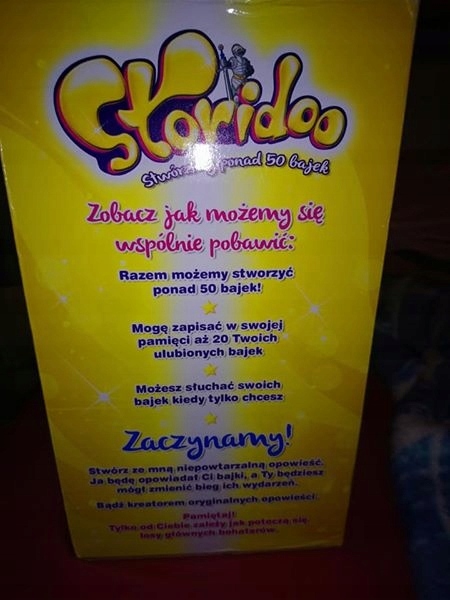 Storidoo
Stwórz ponad 50 bajek
Zobacz jak możemy się
wspólnie pobawić:
Razem możemy stworzyć
ponad 50 bajek!
Mogę zapisać w swojej
pamięci aż 20 Twoich
ulubionych bajek
Możesz słuchać swoich
bajek kiedy tylko chcesz
Zaczynamy!
Stwórz ze mną niepowtarzalną opowieść.
Ja będę opowiadał Ci bajki, a Ty będziesz
mógł zmienić bieg ich wydarzeń.
Bądź kreatorem oryginalnych opowieści.
Pamiętaj!
Tylko od Ciebie zależy jak potoczą się
losy głównych bohaterów.